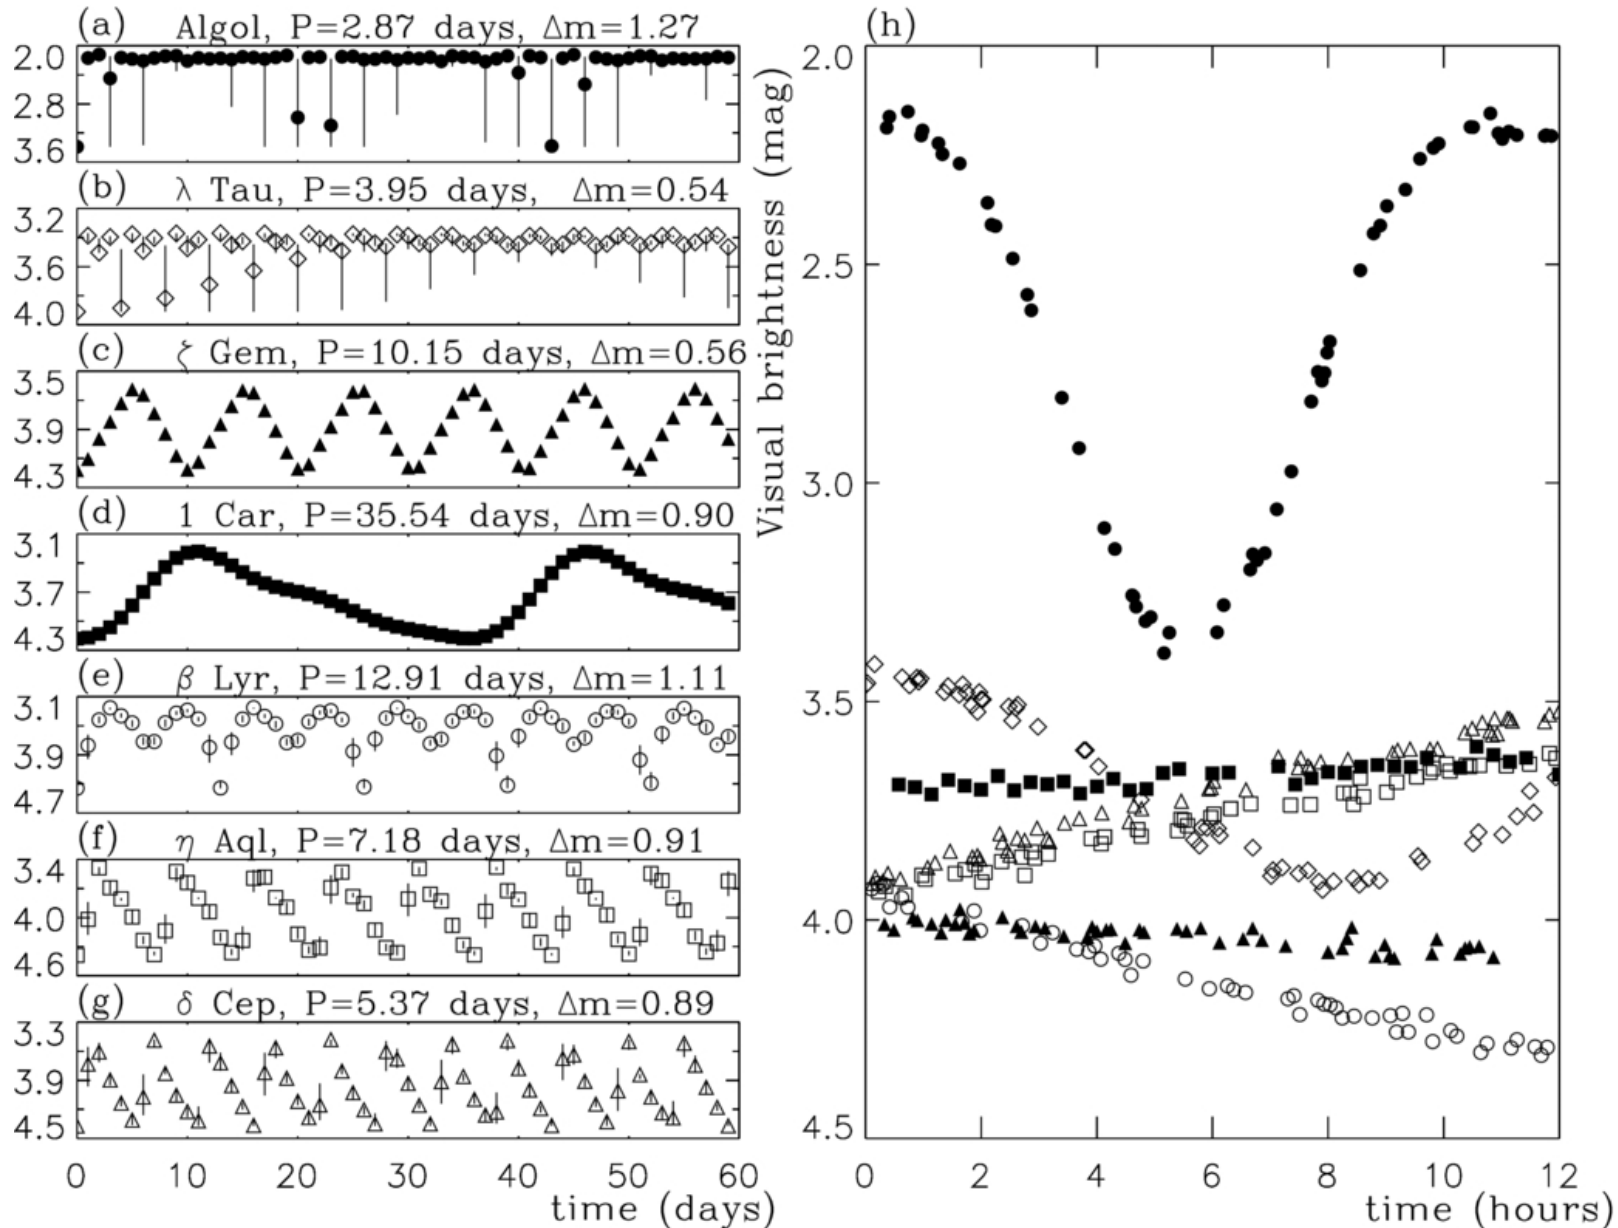 (a) Algol, P=2.87 days, Δm=1.27
2.0
2.8
3.6
(b) λ Tau, P=3.95 days, Δm=0.54
3.2
3.6
4.0
(c) ζ Gem, P=10.15 days, Δm=0.56
3.5
3.9
4.3
(d) 1 Car, P=35.54 days, Δm=0.90
3.1
3.7
4.3
(e) β Lyr, P=12.91 days, Δm=1.11
3.1
3.9
4.7
(f) η Aql, P=7.18 days, Δm=0.91
3.4
4.0
4.6
(g) δ Cep, P=5.37 days, Δm=0.89
3.3
3.9
4.5
0 10 20 30 40 50 60
time (days)
Visual brightness (mag)
(h)
2.0
2.5
3.0
3.5
4.0
4.5
0 2 4 6 8 10 12
time (hours)